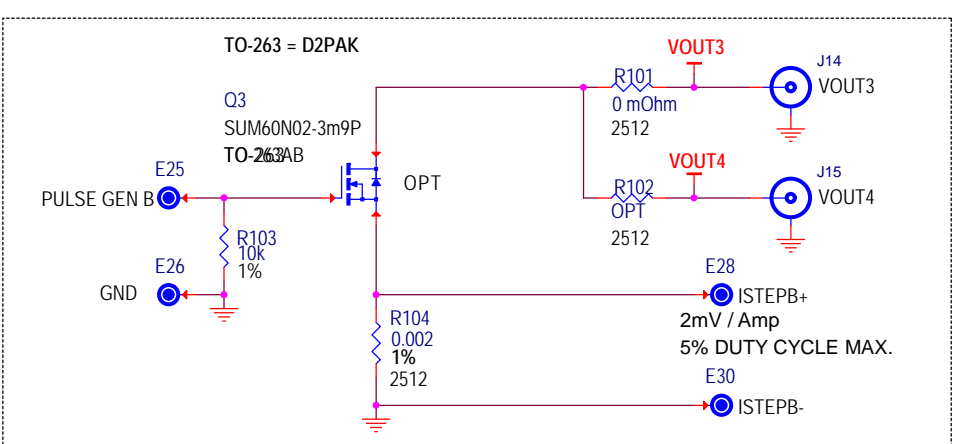 TO-263 = D2PAK
VOUT3
J14
R101
VOUT3
Q3
0 mOhm
SUM60N02-3m9P
2512
TO-263AB
VOUT4
E25
J15
R102
OPT
PULSE GEN B
OPT
VOUT4
2512
R103
10k
E26
1%
E28
GND
ISTEPB+
R104
2mV / Amp
0.002
1%
5% DUTY CYCLE MAX.
2512
E30
ISTEPB-